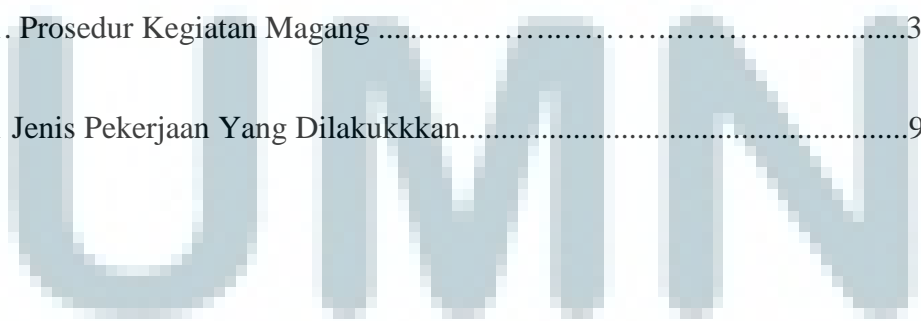 . Prosedur Kegiatan Magang ..........………..……..……………..........3
Jenis Pekerjaan Yang Dilakukkkan............................................................9
UMN